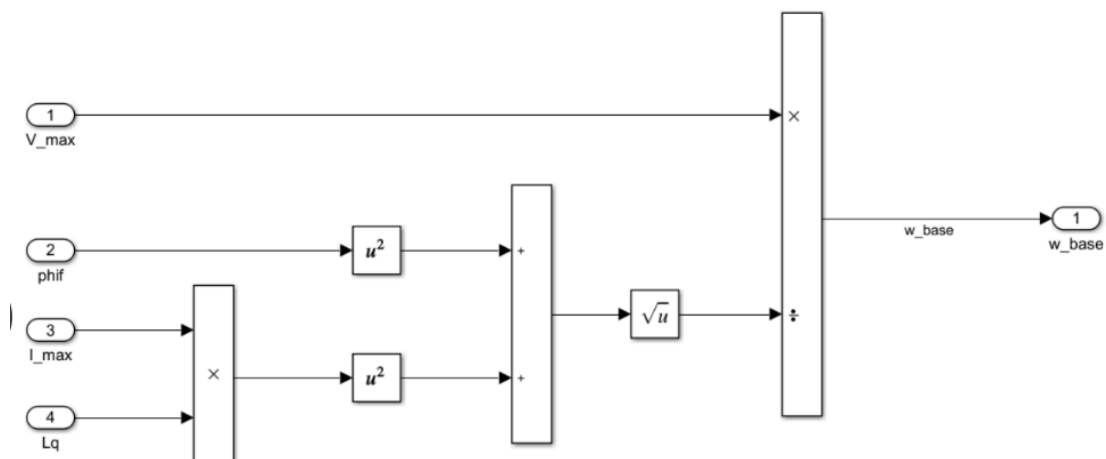 1
V_max
×
2
phif
u²
+
w_base
1
w_base
3
I_max
√u
÷
×
u²
+
4
Lq